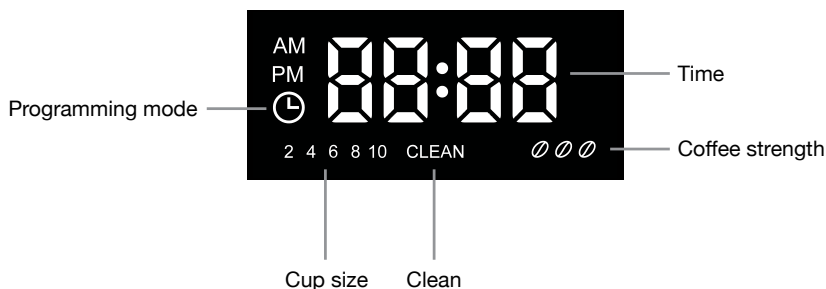 AM
88:88
PM
Time
Programming mode
2 4 6 8 10 CLEAN
Coffee strength
Cup size
Clean